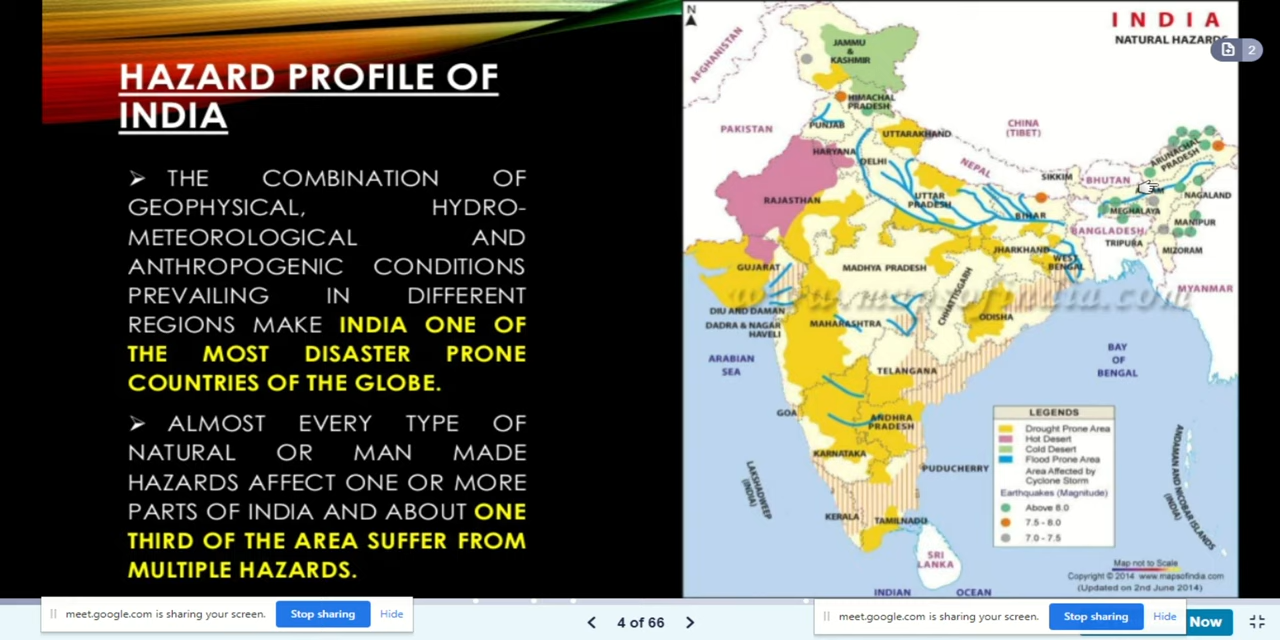 HAZARD PROFILE OF
INDIA
➢ THE COMBINATION OF
GEOPHYSICAL, HYDRO-
METEOROLOGICAL AND
ANTHROPOGENIC CONDITIONS
PREVAILING IN DIFFERENT
REGIONS MAKE INDIA ONE OF
THE MOST DISASTER PRONE
COUNTRIES OF THE GLOBE.
➢ ALMOST EVERY TYPE OF
NATURAL OR MAN MADE
HAZARDS AFFECT ONE OR MORE
PARTS OF INDIA AND ABOUT ONE
THIRD OF THE AREA SUFFER FROM
MULTIPLE HAZARDS.
N
INDIA
NATURAL HAZARDS
2
AFGHANISTAN
JAMMU
&
KASHMIR
HIMACHAL
PRADESH
PUNJAB
PAKISTAN
UTTARAKHAND
CHINA
(TIBET)
HARYANA
DELHI
NEPAL
SIKKIM
BHUTAN
ARUNACHAL
PRADESH
RAJASTHAN
UTTAR
PRADESH
BIHAR
NAGALAND
MEGHALAYA
MANIPUR
BANGLADESH
TRIPURA
MIZORAM
GUJARAT
MADHYA PRADESH
JHARKHAND
WEST
BENGAL
CHHATTISGARH
MYANMAR
www.mapsofindia.com
DIU AND DAMAN
DADRA & NAGAR
HAVELI
MAHARASHTRA
ODISHA
ARABIAN
SEA
TELANGANA
BAY
OF
BENGAL
GOA
ANDHRA
PRADESH
KARNATAKA
PUDUCHERRY
LAKSHADWEEP
(INDIA)
KERALA
TAMILNADU
ANDAMAN AND NICOBAR ISLANDS
(INDIA)
SRI
LANKA
INDIAN OCEAN
LEGENDS
Drought Prone Area
Hot Desert
Cold Desert
Flood Prone Area
Area Affected by
Cyclone Storm
Earthquakes (Magnitude)
Above 8.0
7.5 - 8.0
7.0 - 7.5
Map not to Scale
Copyright © 2014 www.mapsofindia.com
(Updated on 2nd June 2014)
meet.google.com is sharing your screen. Stop sharing Hide
4 of 66
meet.google.com is sharing your screen. Stop sharing Hide
Now